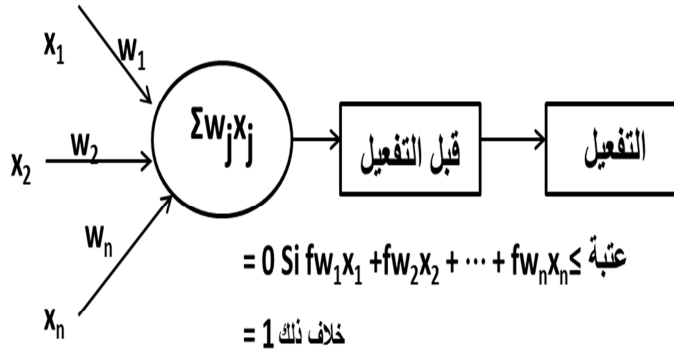 x₁
w₁
Σwⱼxⱼ
x₂
w₂
قبل التفعيل
التفعيل
wₙ
= 0 Si fw₁x₁ +fw₂x₂ + ··· + fwₙxₙ≤ عتبة
xₙ
= 1 خلاف ذلك